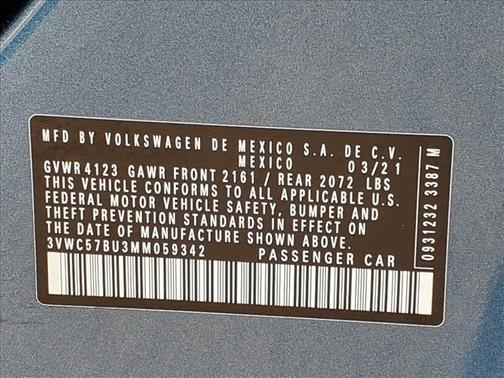 MFD BY VOLKSWAGEN DE MEXICO S.A. DE C.V.
MEXICO 03/21
GVWR 4123 GAWR FRONT 2161 / REAR 2072 LBS
THIS VEHICLE CONFORMS TO ALL APPLICABLE U.S.
FEDERAL MOTOR VEHICLE SAFETY, BUMPER AND
THEFT PREVENTION STANDARDS IN EFFECT ON
THE DATE OF MANUFACTURE SHOWN ABOVE.
3VWC57BU3MM059342 PASSENGER CAR
0931232 3387 M